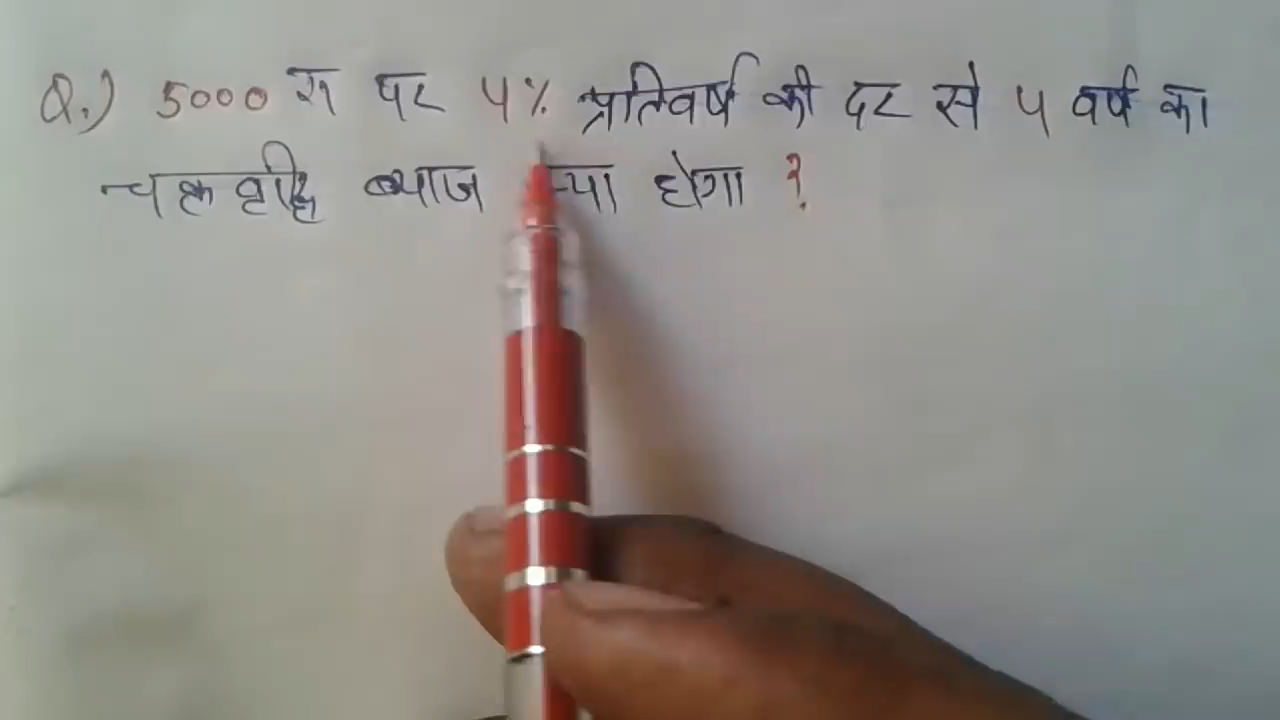 Q.) 5000 रू पर 4% प्रतिवर्ष की दर से 4 वर्ष का
चक्रवृद्धि ब्याज क्या होगा ?